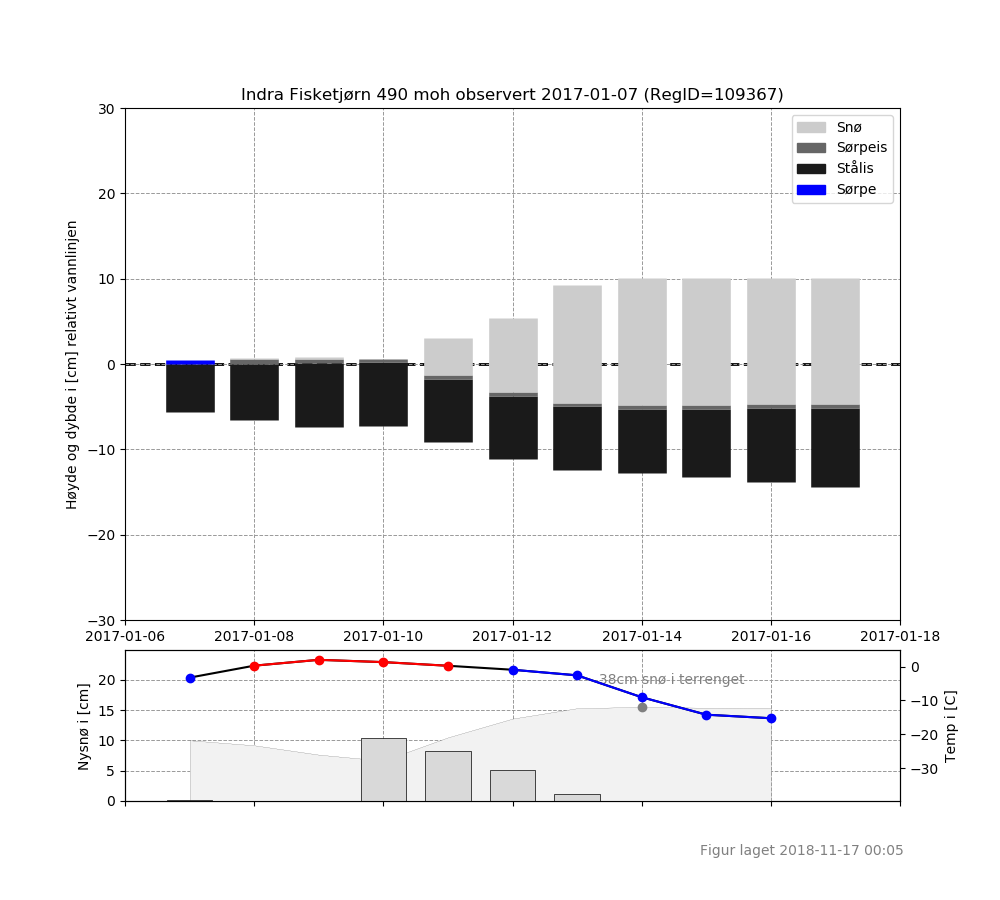 Indra Fisketjørn 490 moh observert 2017-01-07 (RegID=109367)
30
20
10
0
−10
−20
−30
Høyde og dybde i [cm] relativt vannlinjen
Snø
Sørpeis
Stålis
Sørpe
2017-01-06 2017-01-08 2017-01-10 2017-01-12 2017-01-14 2017-01-16 2017-01-18
20
15
10
5
0
Nysnø i [cm]
38cm snø i terrenget
0
−10
−20
−30
Temp i [C]
Figur laget 2018-11-17 00:05